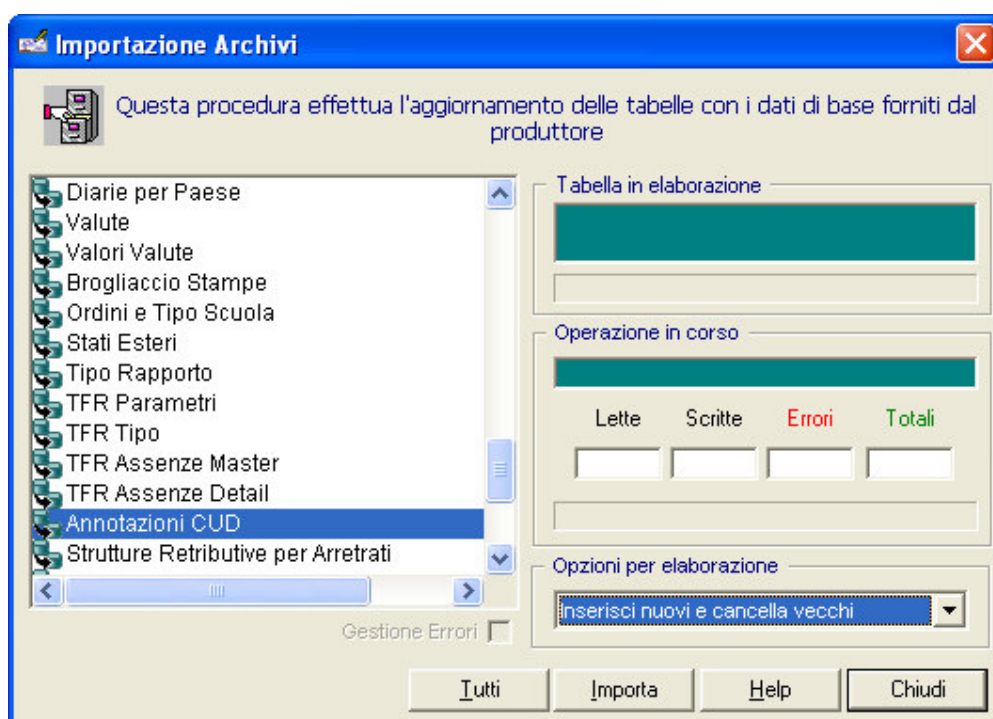 Importazione Archivi
Questa procedura effettua l'aggiornamento delle tabelle con i dati di base forniti dal
produttore
Diarie per Paese
Valute
Valori Valute
Brogliaccio Stampe
Ordini e Tipo Scuola
Stati Esteri
Tipo Rapporto
TFR Parametri
TFR Tipo
TFR Assenze Master
TFR Assenze Detail
Annotazioni CUD
Strutture Retributive per Arretrati
Gestione Errori
Tabella in elaborazione
Operazione in corso
Lette Scritte Errori Totali
Opzioni per elaborazione
Inserisci nuovi e cancella vecchi
Tutti Importa Help Chiudi